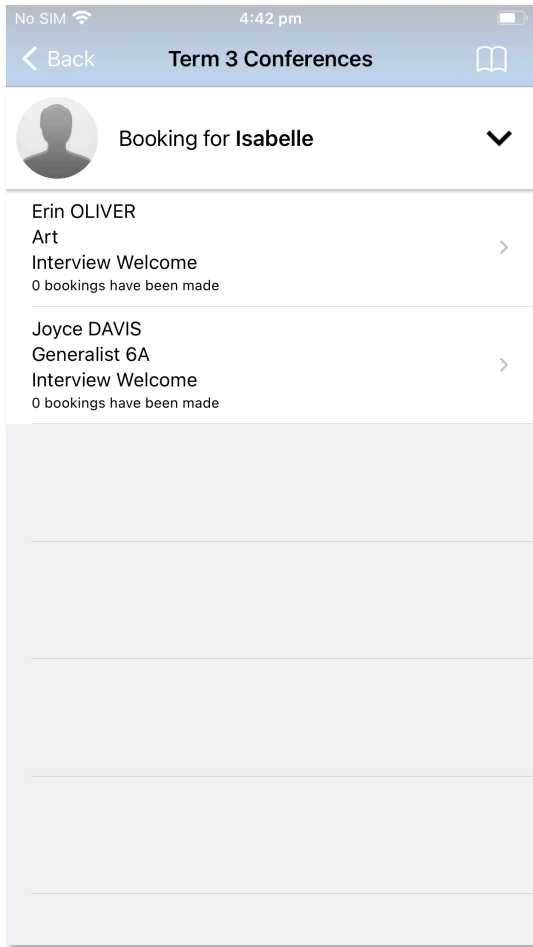 No SIM 4:42 pm
Back Term 3 Conferences
Booking for Isabelle
Erin OLIVER
Art
Interview Welcome
0 bookings have been made
Joyce DAVIS
Generalist 6A
Interview Welcome
0 bookings have been made